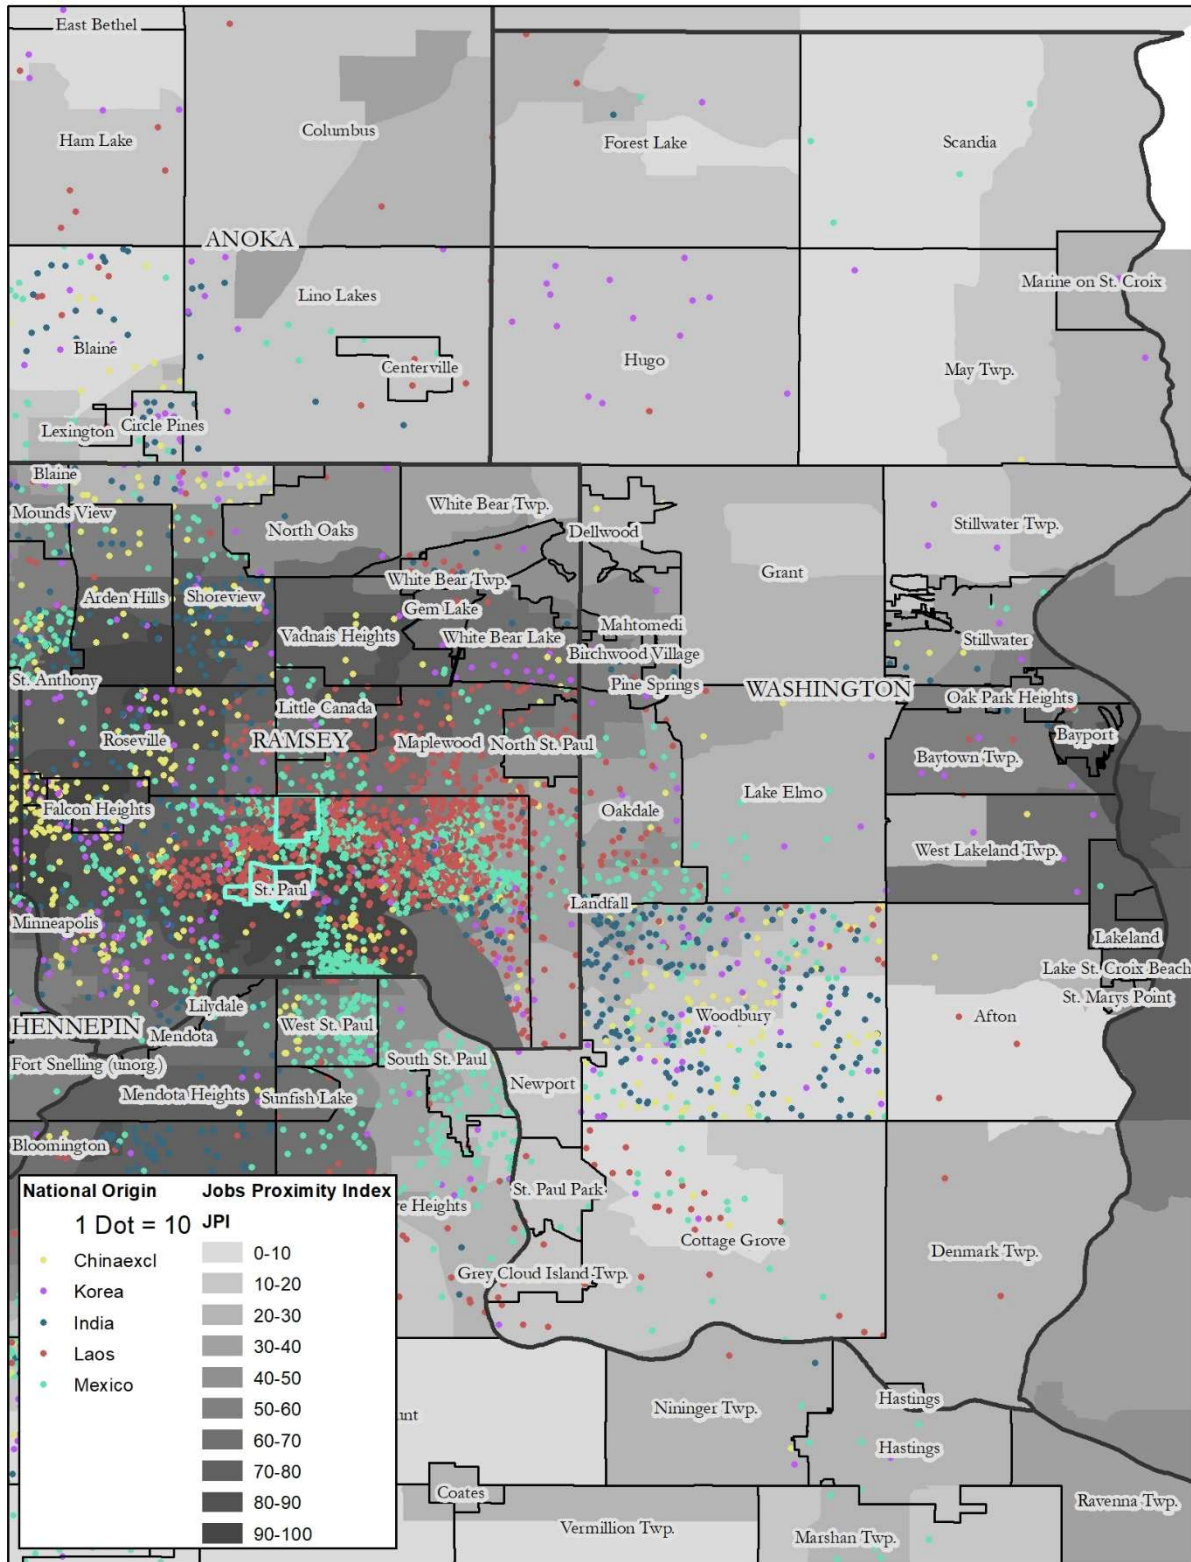 East Bethel
Ham Lake
Columbus
Forest Lake
Scandia
ANOKA
Lino Lakes
Marine on St. Croix
Blaine
Centerville
Hugo
May Twp.
Lexington
Circle Pines
Blaine
Mounds View
North Oaks
White Bear Twp.
Dellwood
Stillwater Twp.
Grant
White Bear Twp.
Arden Hills
Shoreview
Gem Lake
Vadnais Heights
White Bear Lake
Mahtomedi
Stillwater
Birchwood Village
St. Anthony
Pine Springs
WASHINGTON
Oak Park Heights
Little Canada
Roseville
RAMSEY
Maplewood
North St. Paul
Bayport
Baytown Twp.
Falcon Heights
Oakdale
Lake Elmo
West Lakeland Twp.
St. Paul
Landfall
Minneapolis
Lakeland
Lake St. Croix Beach
Lilydale
St. Marys Point
HENNEPIN
Mendota
West St. Paul
Woodbury
Afton
Fort Snelling (unorg.)
South St. Paul
Mendota Heights
Sunfish Lake
Newport
Bloomington
St. Paul Park
ve Heights
Cottage Grove
Denmark Twp.
Grey Cloud Island Twp.
National Origin
1 Dot = 10
Chinaexcl
Korea
India
Laos
Mexico
Jobs Proximity Index
JPI
0-10
10-20
20-30
30-40
40-50
50-60
60-70
70-80
80-90
90-100
unt
Nininger Twp.
Hastings
Hastings
Coates
Ravenna Twp.
Vermillion Twp.
Marshan Twp.